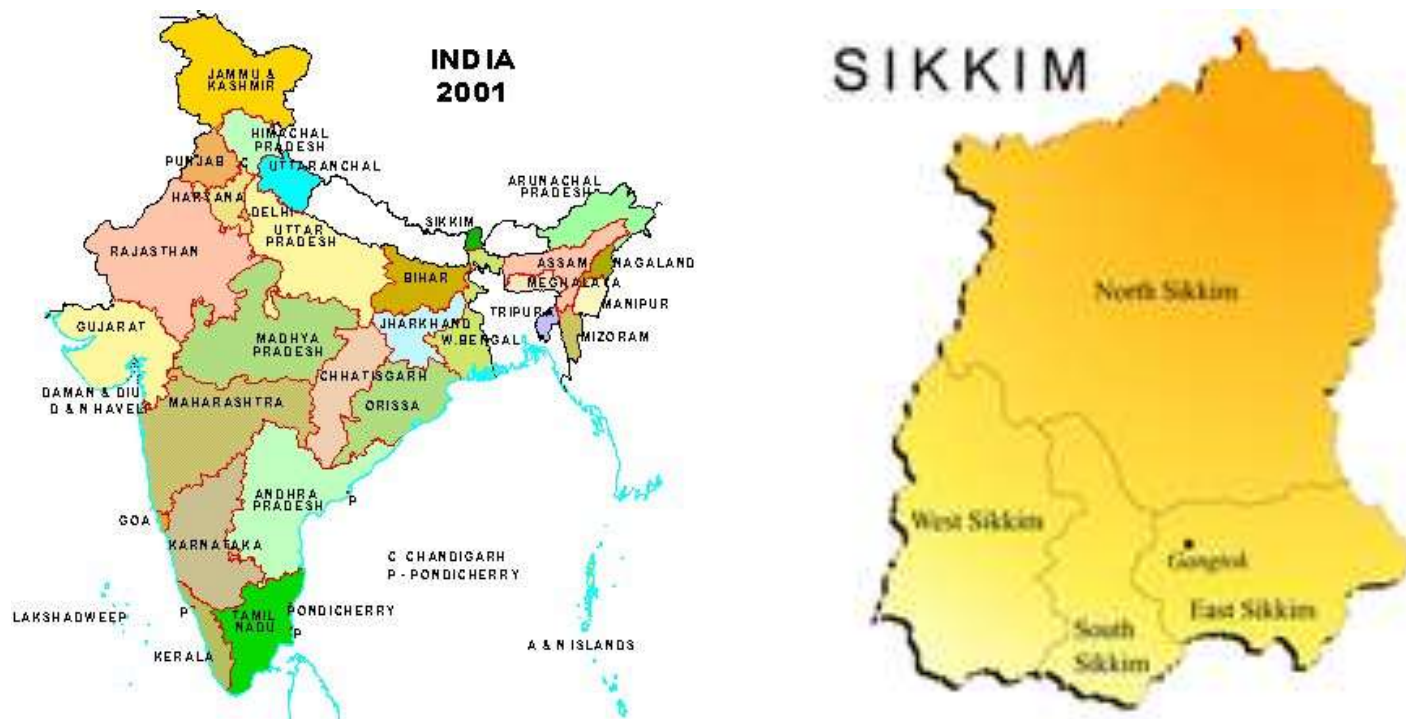 INDIA
2001
JAMMU &
KASHMIR
HIMACHAL
PRADESH
PUNJAB
C
UTTARANCHAL
HARYANA
DELHI
ARUNACHAL
PRADESH
SIKKIM
UTTAR
PRADESH
RAJASTHAN
BIHAR
ASSAM
NAGALAND
MEGHALAYA
MANIPUR
TRIPURA
MIZORAM
GUJARAT
MADHYA
PRADESH
JHARKHAND
W.BENGAL
CHHATISGARH
DAMAN & DIU
D & N HAVELI
MAHARASHTRA
ORISSA
ANDHRA
PRADESH
P
GOA
KARNATAKA
C CHANDIGARH
P - PONDICHERRY
LAKSHADWEEP
P
TAMIL
NADU
PONDICHERRY
P
KERALA
A & N ISLANDS
SIKKIM
North Sikkim
West Sikkim
Gangtok
East Sikkim
South
Sikkim